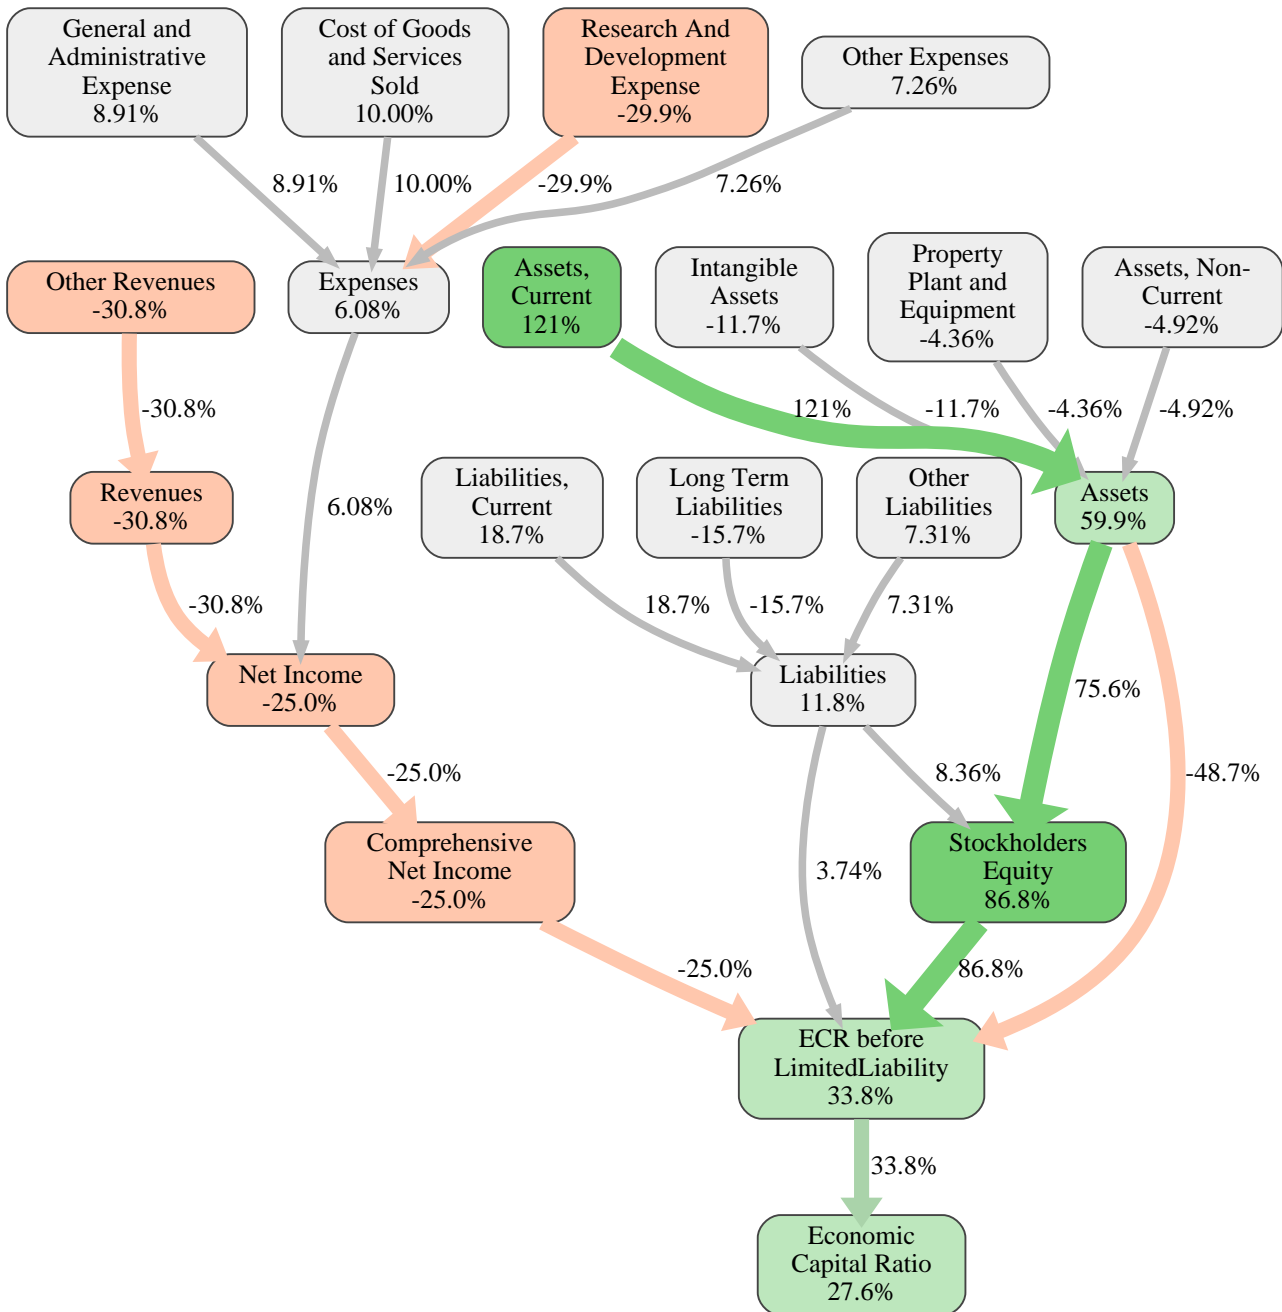 General and
Administrative
Expense
8.91%
Cost of Goods
and Services
Sold
10.00%
Research And
Development
Expense
-29.9%
Other Expenses
7.26%
8.91%
10.00%
-29.9%
7.26%
Other Revenues
-30.8%
Expenses
6.08%
Assets,
Current
121%
Intangible
Assets
-11.7%
Property
Plant and
Equipment
-4.36%
Assets, Non-
Current
-4.92%
-30.8%
121%
-11.7%
-4.36%
-4.92%
Revenues
-30.8%
6.08%
Liabilities,
Current
18.7%
Long Term
Liabilities
-15.7%
Other
Liabilities
7.31%
Assets
59.9%
-30.8%
18.7%
-15.7%
7.31%
Net Income
-25.0%
Liabilities
11.8%
75.6%
-25.0%
8.36%
-48.7%
Comprehensive
Net Income
-25.0%
3.74%
Stockholders
Equity
86.8%
-25.0%
86.8%
ECR before
LimitedLiability
33.8%
33.8%
Economic
Capital Ratio
27.6%